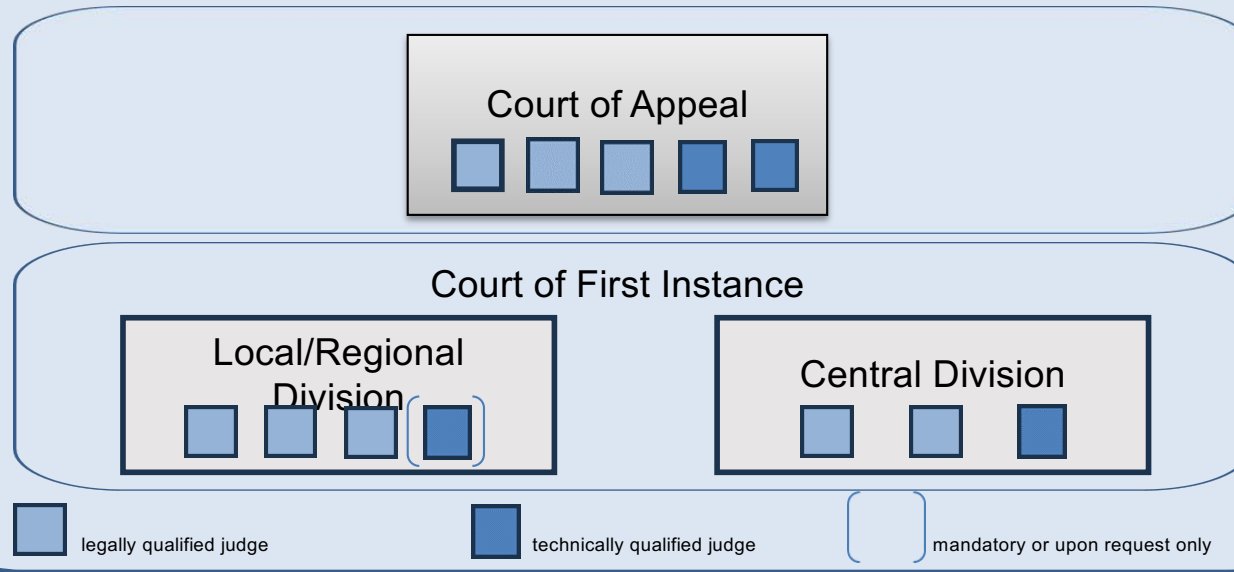 Court of Appeal
Court of First Instance
Local/Regional
Division
Central Division
legally qualified judge
technically qualified judge
mandatory or upon request only